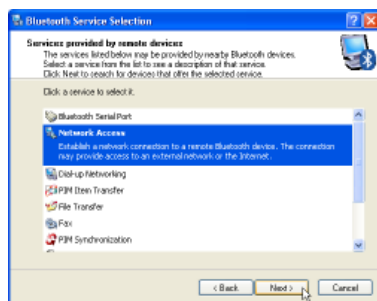 Bluetooth Service Selection
Services provided by remote devices
The services listed below may be provided by nearby Bluetooth devices.
Select a service from the list to see a description of that service.
Click Next to search for devices that offer the selected service.
Click a service to select it.
Bluetooth Serial Port
Network Access
Establish a network connection to a remote Bluetooth device. The connection
may provide access to an external network or the Internet.
Dial-up Networking
PIM Item Transfer
File Transfer
Fax
PIM Synchronization
< Back Next > Cancel